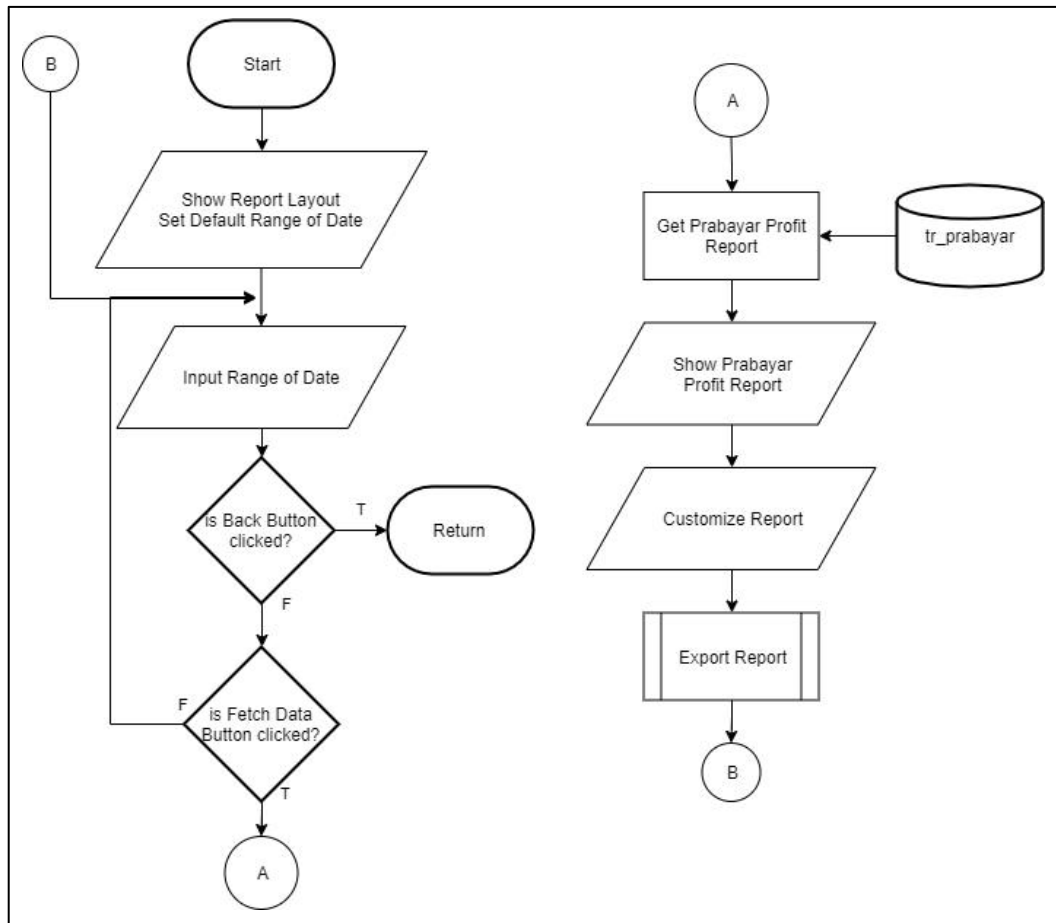 B
Start
Show Report Layout
Set Default Range of Date
Input Range of Date
is Back Button
clicked?
T
Return
F
is Fetch Data
Button clicked?
F
T
A
A
Get Prabayar Profit
Report
tr_prabayar
Show Prabayar
Profit Report
Customize Report
Export Report
B